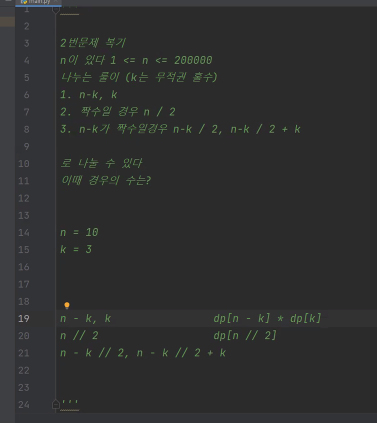 main.py
1 '''
2
3 2번문제 복기
4 n이 있다 1 <= n <= 200000
5 나누는 룰이 (k는 무적권 홀수)
6 1. n-k, k
7 2. 짝수일 경우 n / 2
8 3. n-k가 짝수일경우 n-k / 2, n-k / 2 + k
9
10 로 나눌 수 있다
11 이때 경우의 수는?
12
13
14 n = 10
15 k = 3
16
17
18
19 n - k, k dp[n - k] * dp[k]
20 n // 2 dp[n // 2]
21 n - k // 2, n - k // 2 + k
22
23
24 '''